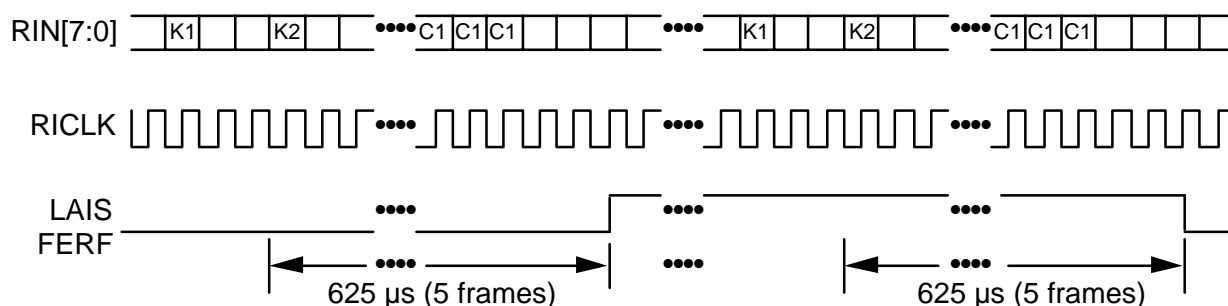 RIN[7:0] K1 K2 •••• C1 C1 C1 •••• K1 K2 •••• C1 C1 C1
RICLK •••• •••• ••••
LAIS •••• •••• ••••
FERF
•••• •••• ••••
625 µs (5 frames) 625 µs (5 frames)